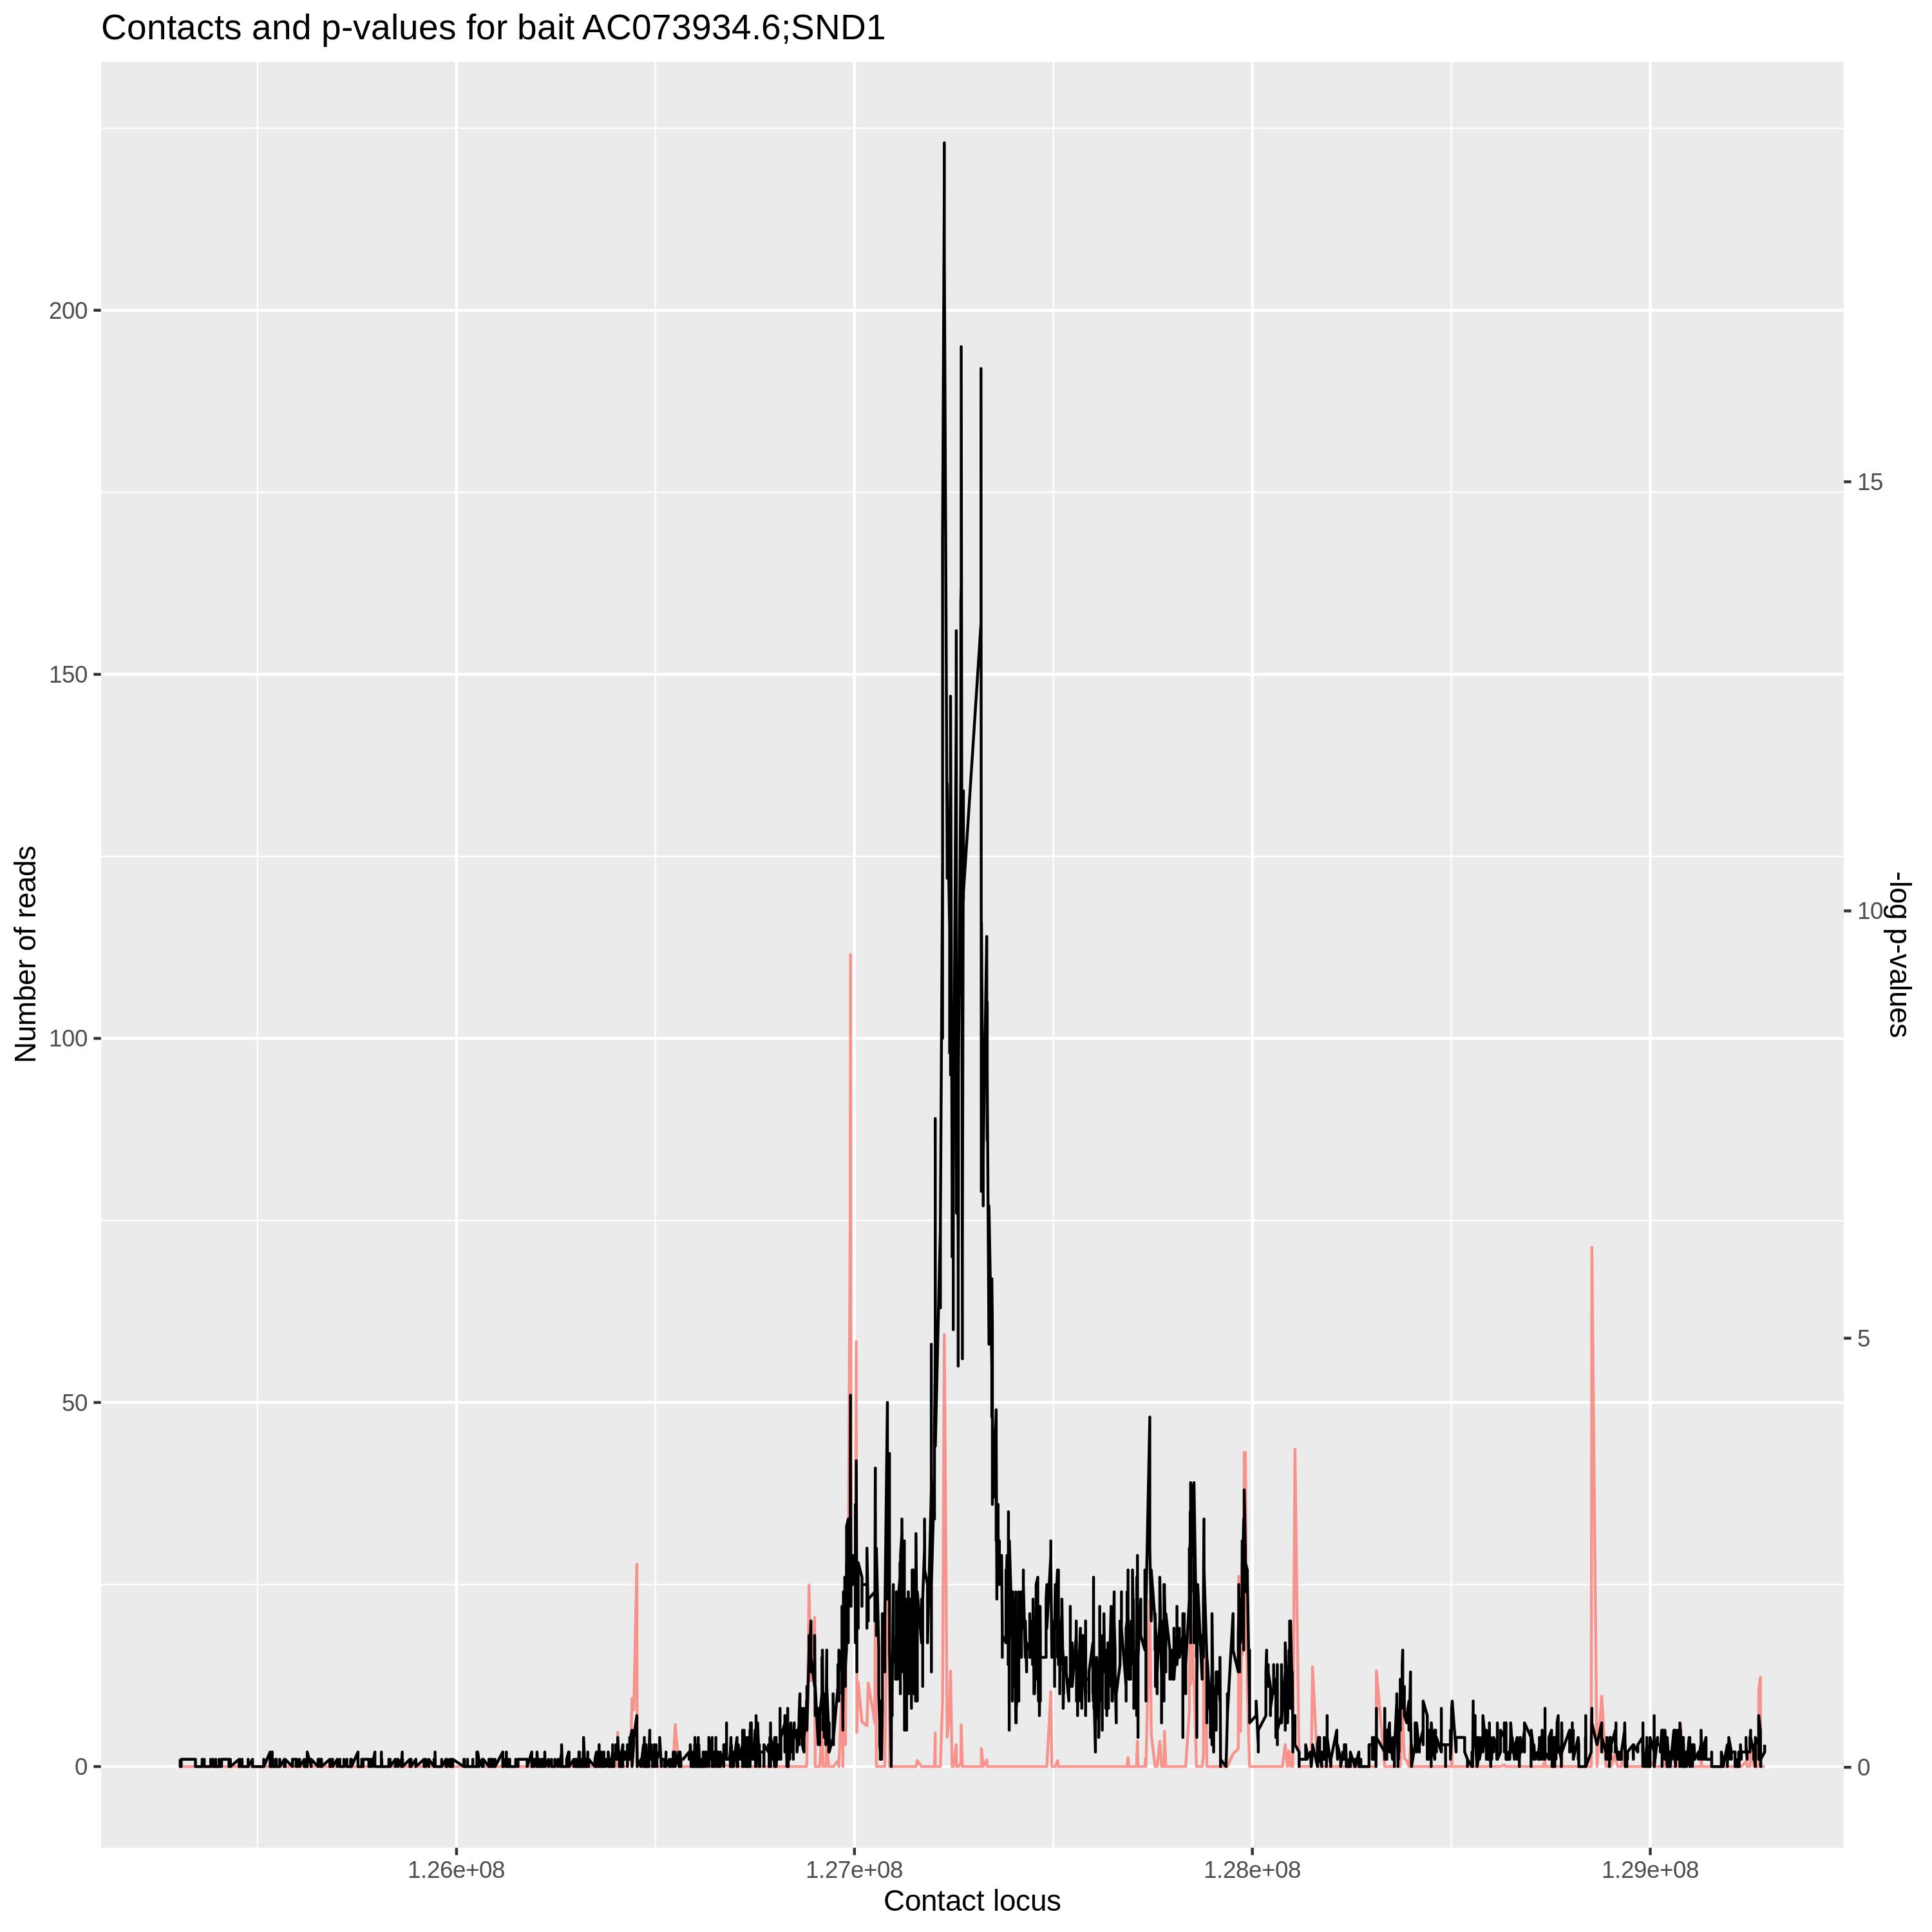 Contacts and p-values for bait AC073934.6;SND1
Number of reads
200
150
100
50
0
15
10
5
0
-log p-values
1.26e+08
1.27e+08
1.28e+08
1.29e+08
Contact locus